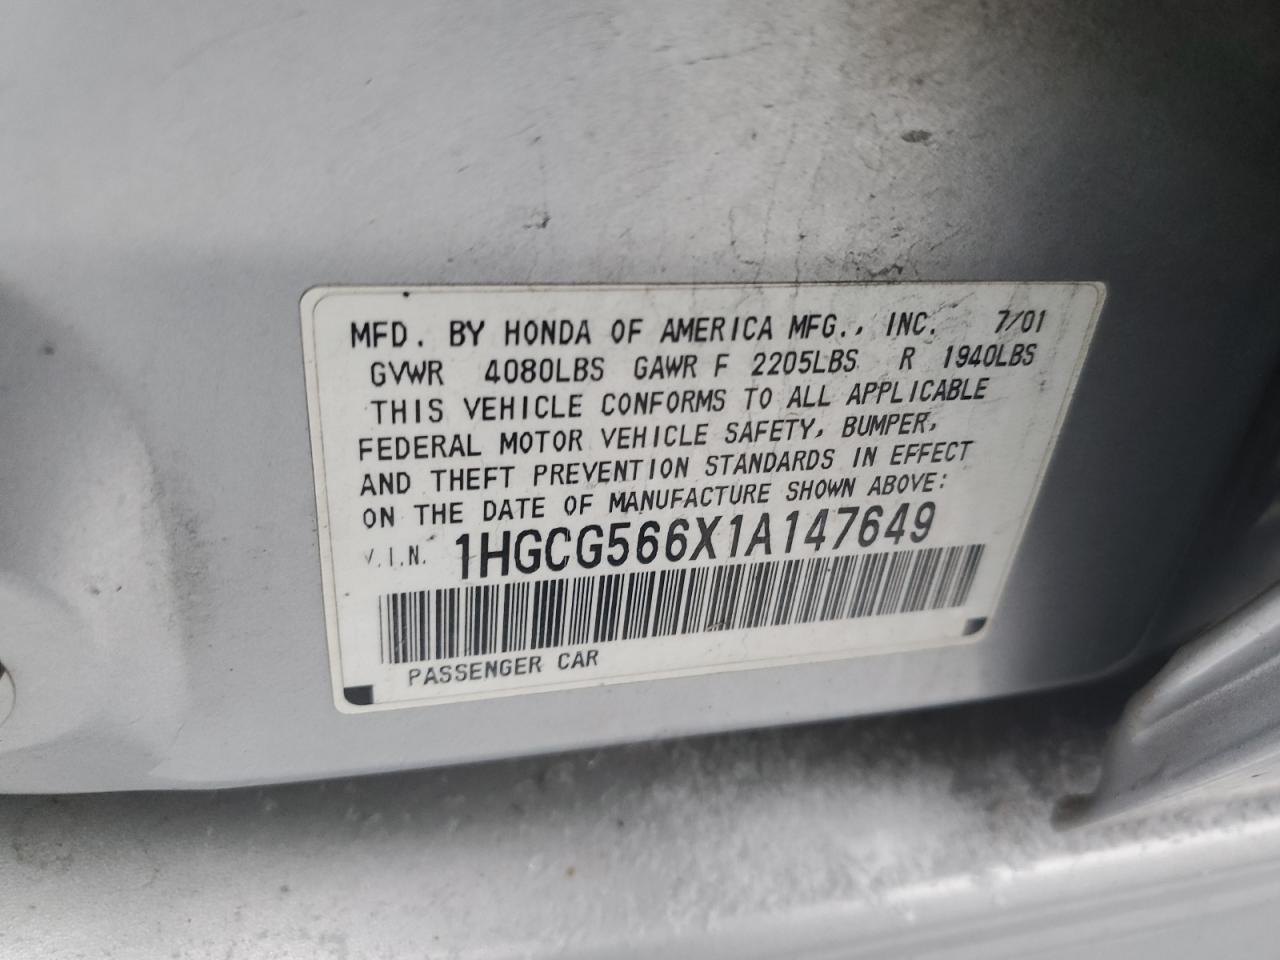 MFD. BY HONDA OF AMERICA MFG., INC. 7/01
GVWR 4080LBS GAWR F 2205LBS R 1940LBS
THIS VEHICLE CONFORMS TO ALL APPLICABLE
FEDERAL MOTOR VEHICLE SAFETY, BUMPER,
AND THEFT PREVENTION STANDARDS IN EFFECT
ON THE DATE OF MANUFACTURE SHOWN ABOVE:
V.I.N. 1HGCG566X1A147649
PASSENGER CAR